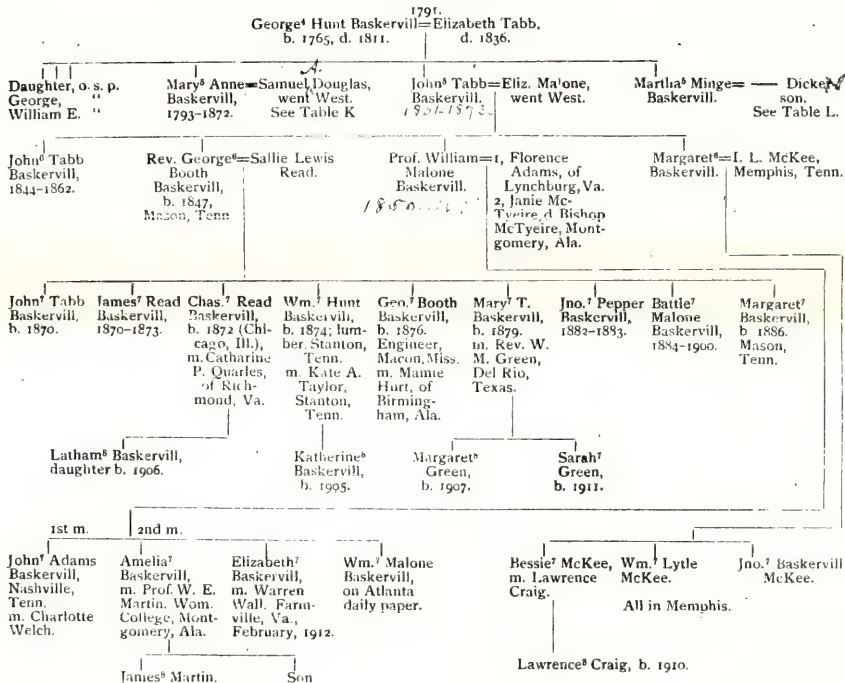 1791.
George⁴ Hunt Baskervill=Elizabeth Tabb,
b. 1765, d. 1811. d. 1836.
Daughter, o. s. p.
George, "
William E. "
Mary⁵ Anne=Samuel A. Douglas,
Baskervill, went West.
1793-1872. See Table K
John⁵ Tabb=Eliz. Malone,
Baskervill. went West.
1801-1873
Martha⁵ Minge=— Dicker
Baskervill. son.
See Table L.
John⁶ Tabb
Baskervill,
1844-1862.
Rev. George⁶=Sallie Lewis
Booth Read.
Baskervill,
b. 1847,
Mason, Tenn
Prof. William=1, Florence
Malone Adams, of
Baskervill. Lynchburg, Va.
1850 2, Janie Mc-
Tyeire, d. Bishop
McTyeire, Mont-
gomery, Ala.
Margaret⁶=I. L. McKee,
Baskervill. Memphis, Tenn.
John⁷ Tabb
Baskervill,
b. 1870.
James⁷ Read
Baskervill,
1870-1873.
Chas.⁷ Read
Baskervill,
b. 1872 (Chi-
cago, Ill.),
m. Catharine
P. Quarles,
of Rich-
mond, Va.
Wm.⁷ Hunt
Baskervill,
b. 1874; lum-
ber. Stanton,
Tenn.
m. Kate A.
Taylor,
Stanton,
Tenn.
Geo.⁷ Booth
Baskervill,
b. 1876.
Engineer,
Macon, Miss.
m. Mamie
Hurt, of
Birming-
ham, Ala.
Mary⁷ T.
Baskervill,
b. 1879.
m. Rev. W.
M. Green,
Del Rio,
Texas.
Jno.⁷ Pepper
Baskervill,
1882-1883.
Battle⁷
Malone
Baskervill,
1884-1900.
Margaret⁷
Baskervill
b 1886.
Mason,
Tenn.
Latham⁸ Baskervill,
daughter b. 1906.
Katherine⁸
Baskervill,
b. 1905.
Margaret⁸
Green,
b. 1907.
Sarah⁷
Green,
b. 1911.
1st m. 2nd m.
John⁷ Adams
Baskervill,
Nashville,
Tenn.
m. Charlotte
Welch.
Amelia⁷
Baskervill,
m. Prof. W. E.
Martin. Wom.
College, Mont-
gomery, Ala.
Elizabeth⁷
Baskervill,
m. Warren
Wall. Farm-
ville, Va.,
February, 1912.
Wm.⁷ Malone
Baskervill,
on Atlanta
daily paper.
Bessie⁷ McKee,
m. Lawrence
Craig.
Wm.⁷ Lytle
McKee.
Jno.⁷ Baskervill
McKee.
All in Memphis.
James⁸ Martin.
Son
Lawrence⁸ Craig, b. 1910.